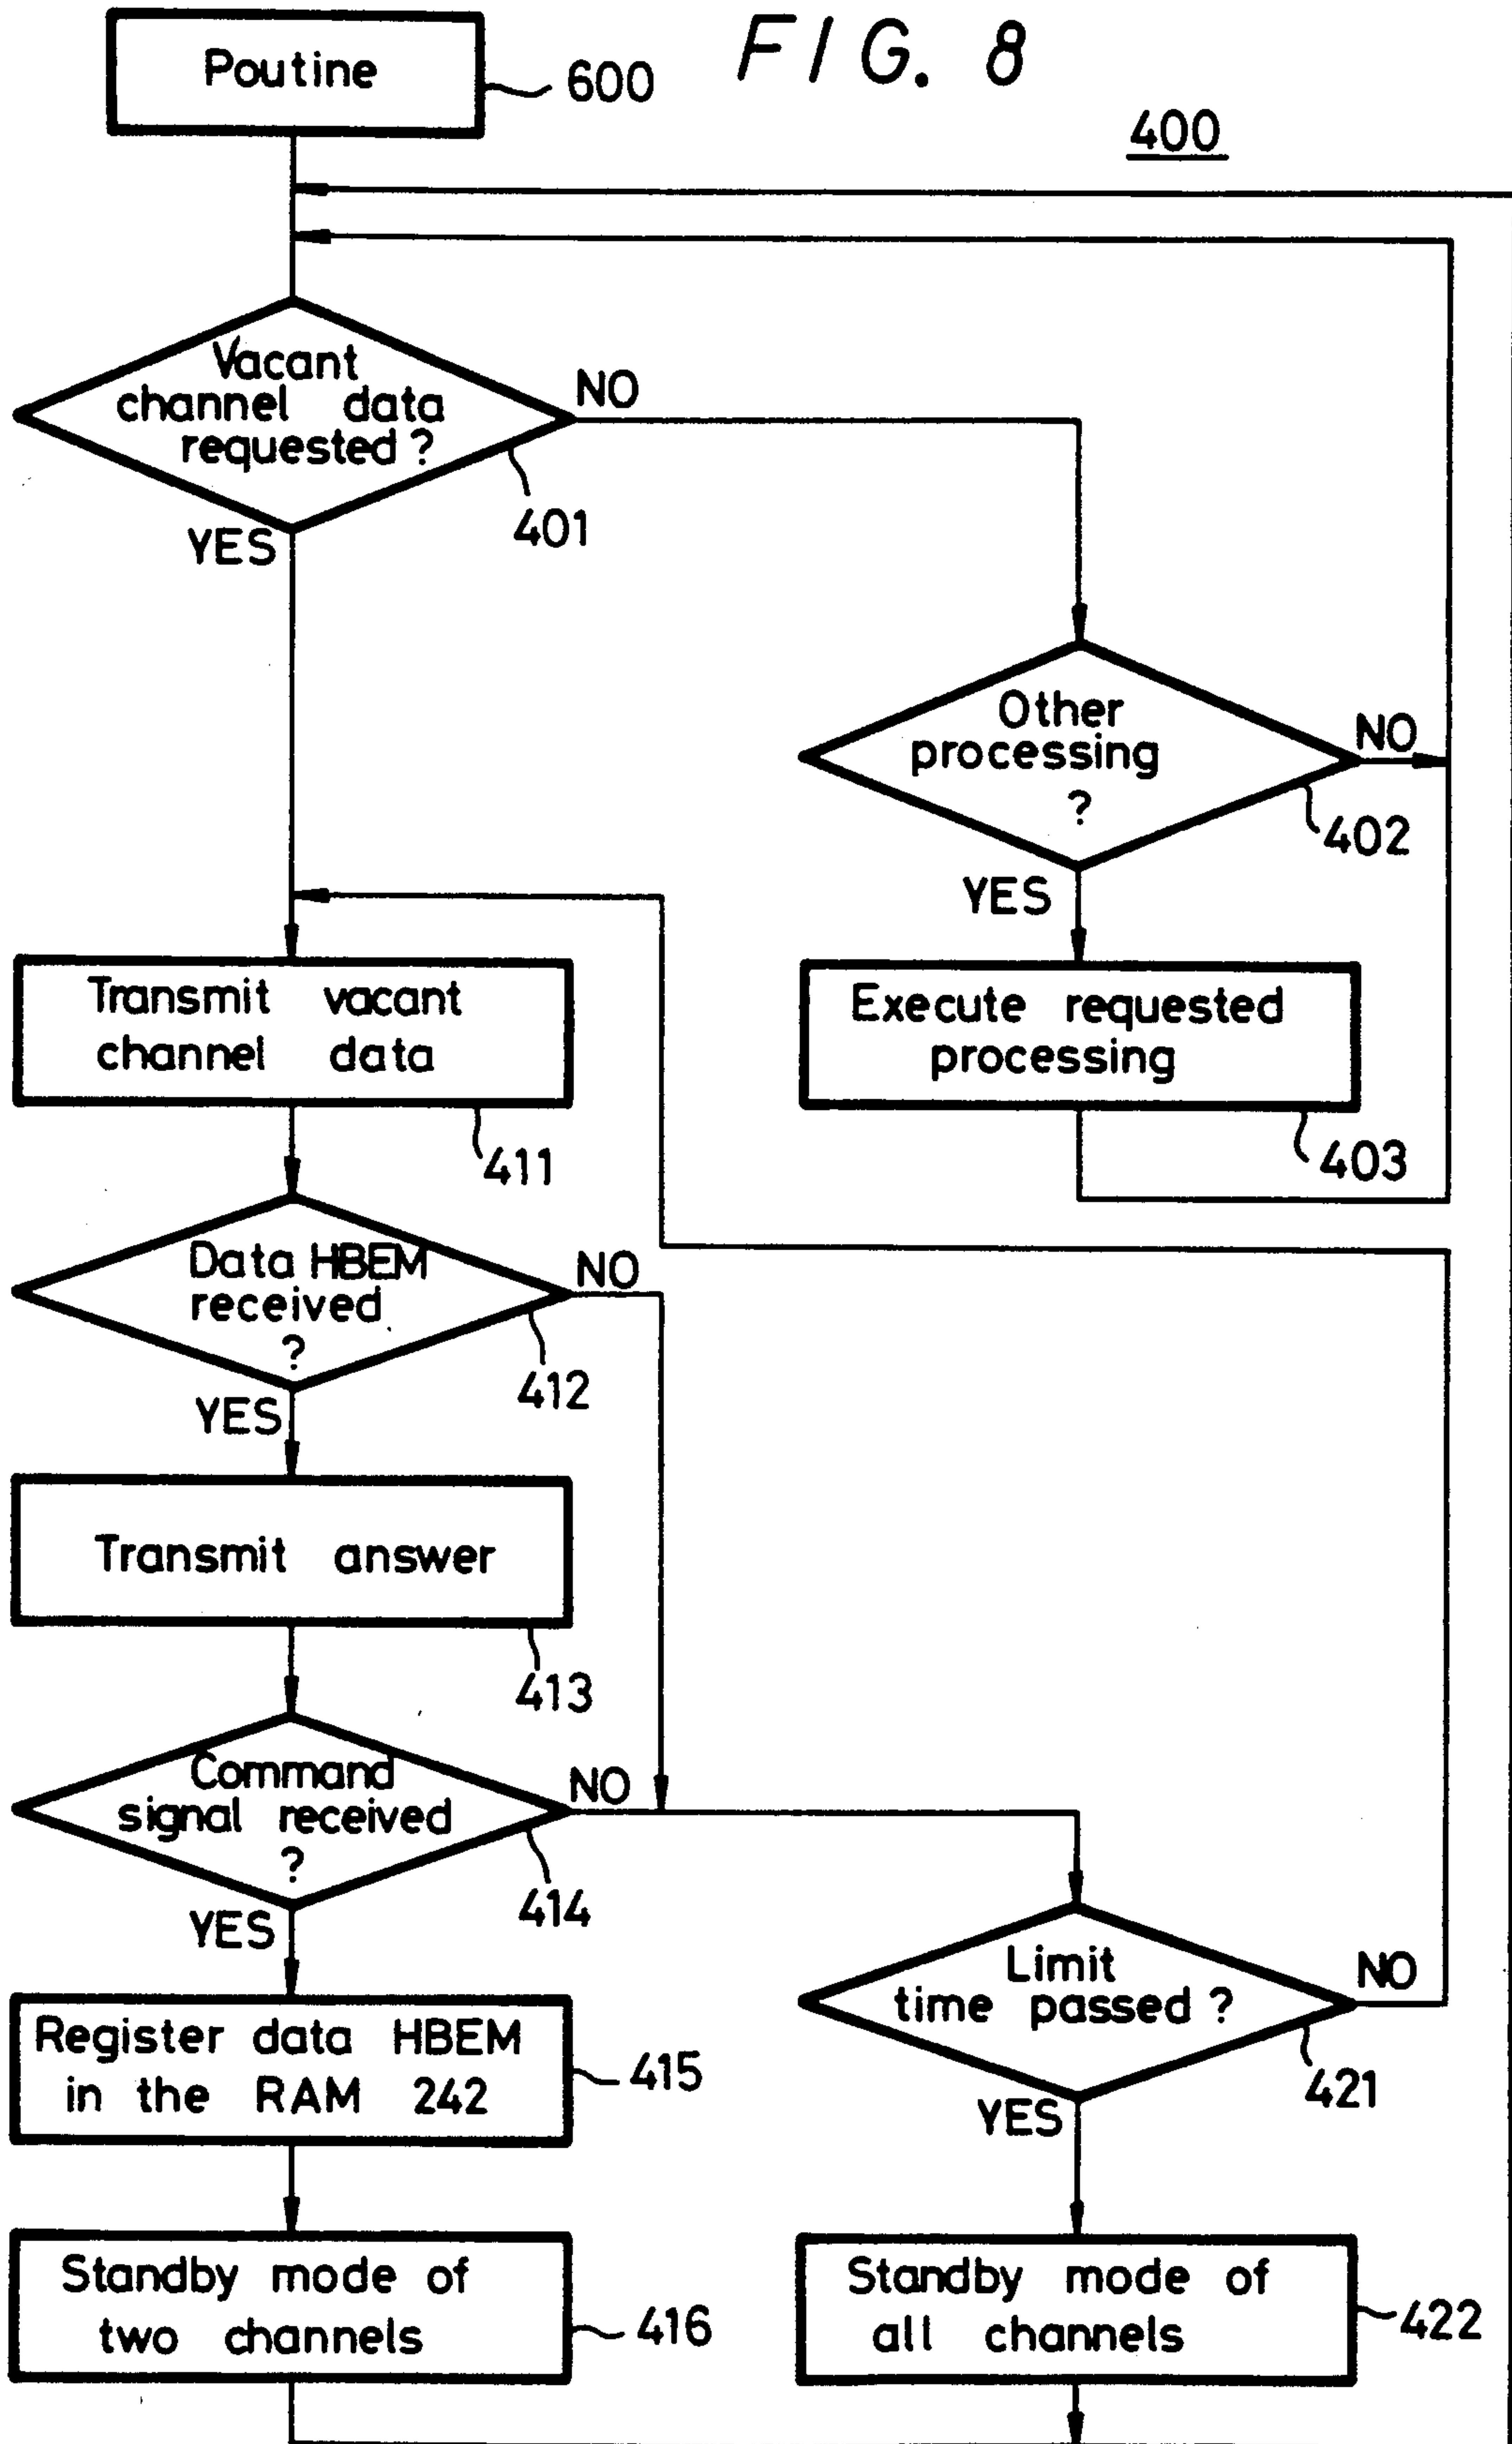 FIG. 8
Poutine
600
400
Vacant
channel data
requested ?
NO
YES
401
Other
processing
?
NO
402
YES
Transmit vacant
channel data
411
Execute requested
processing
403
Data HBEM
received
?
NO
412
YES
Transmit answer
413
Command
signal received
?
NO
414
YES
Limit
time passed ?
NO
421
YES
Register data HBEM
in the RAM 242
415
Standby mode of
two channels
416
Standby mode of
all channels
422